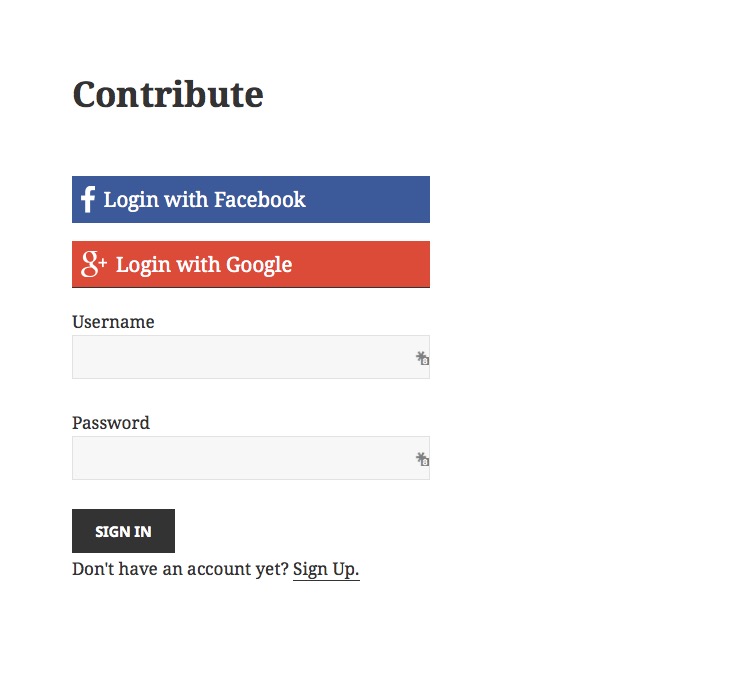 Contribute
Login with Facebook
Login with Google
Username
Password
SIGN IN
Don't have an account yet? Sign Up.